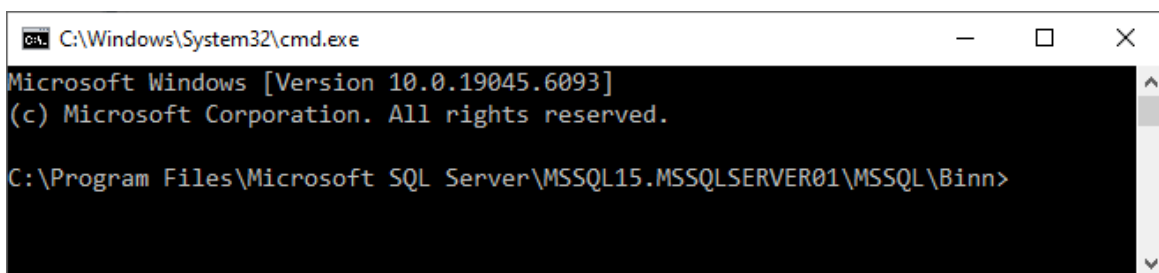 C:\Windows\System32\cmd.exe
Microsoft Windows [Version 10.0.19045.6093]
(c) Microsoft Corporation. All rights reserved.
C:\Program Files\Microsoft SQL Server\MSSQL15.MSSQLSERVER01\MSSQL\Binn>